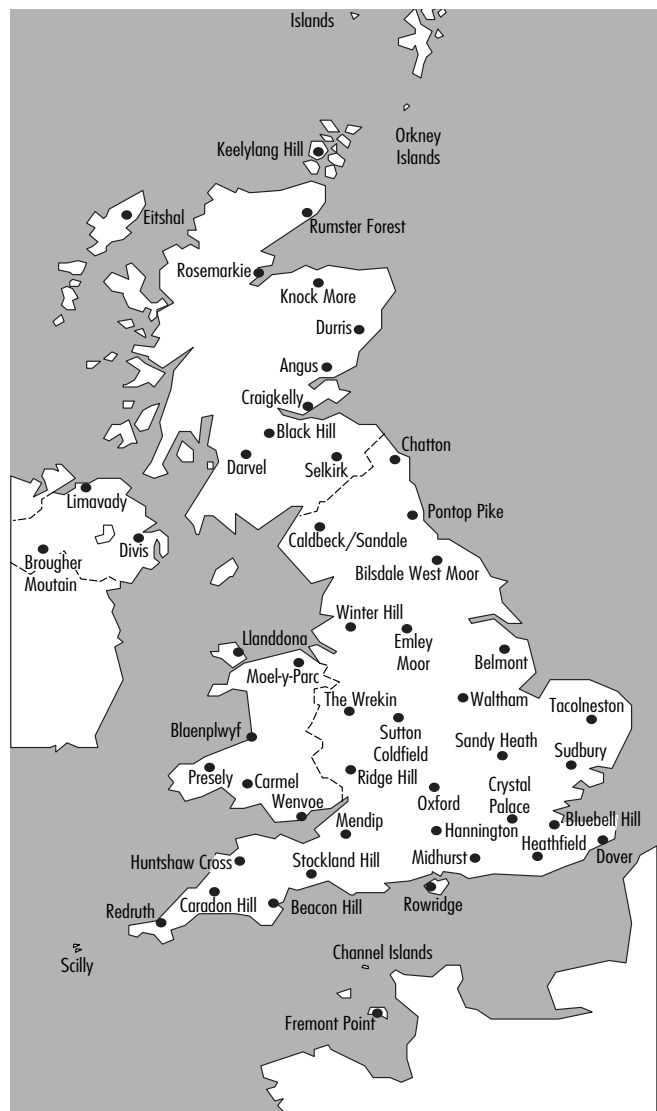 Islands
Orkney
Islands
Keelylang Hill
Eitshal
Rumster Forest
Rosemarkie
Knock More
Durris
Angus
Craigkelly
Black Hill
Chatton
Darvel
Selkirk
Limavady
Pontop Pike
Caldbeck/Sandale
Divis
Brougher
Moutain
Bilsdale West Moor
Winter Hill
Llanddona
Emley
Moor
Belmont
Moel-y-Parc
The Wrekin
Waltham
Tacolneston
Blaenplwyf
Sutton
Coldfield
Sandy Heath
Sudbury
Presely
Carmel
Ridge Hill
Crystal
Palace
Oxford
Wenvoe
Mendip
Bluebell Hill
Hannington
Heathfield
Dover
Huntshaw Cross
Stockland Hill
Midhurst
Redruth
Caradon Hill
Beacon Hill
Rowridge
Channel Islands
Scilly
Fremont Point